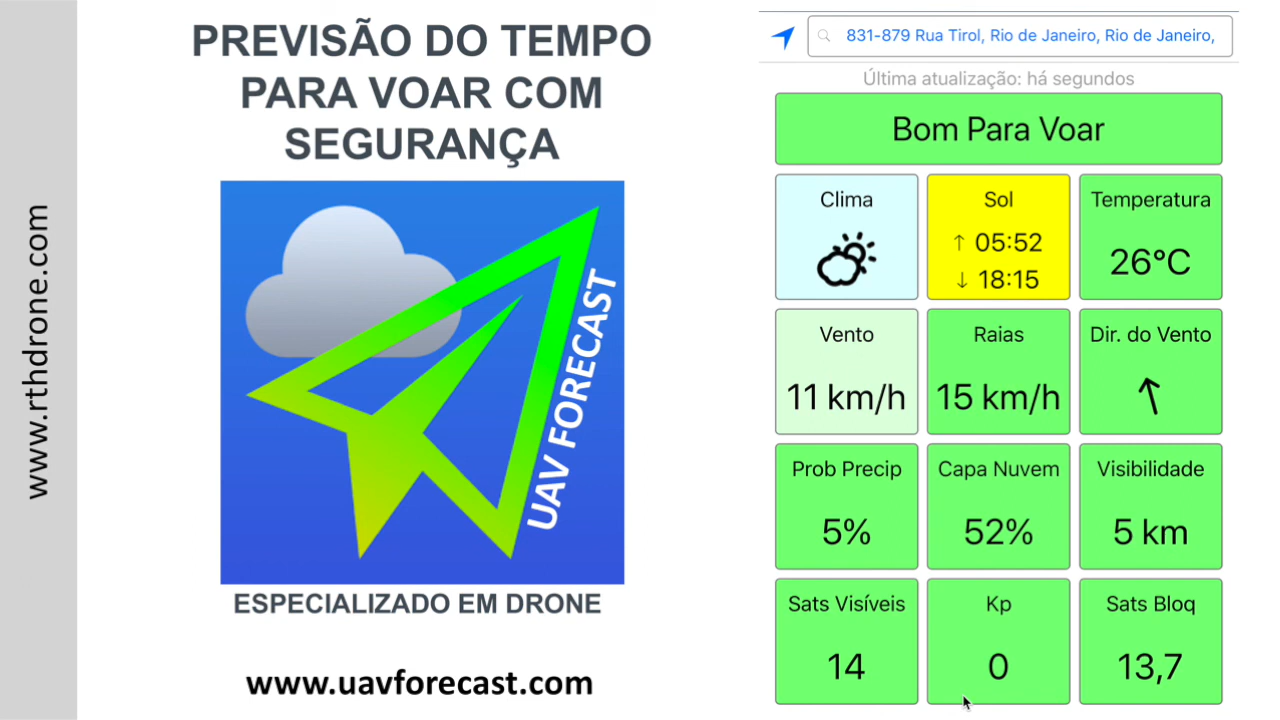 www.rthdrone.com
PREVISÃO DO TEMPO
PARA VOAR COM
SEGURANÇA
UAV FORECAST
ESPECIALIZADO EM DRONE
www.uavforecast.com
831-879 Rua Tirol, Rio de Janeiro, Rio de Janeiro,
Última atualização: há segundos
Bom Para Voar
Clima
Sol
↑ 05:52
↓ 18:15
Temperatura
26°C
Vento
11 km/h
Raias
15 km/h
Dir. do Vento
Prob Precip
5%
Capa Nuvem
52%
Visibilidade
5 km
Sats Visíveis
14
Kp
0
Sats Bloq
13,7